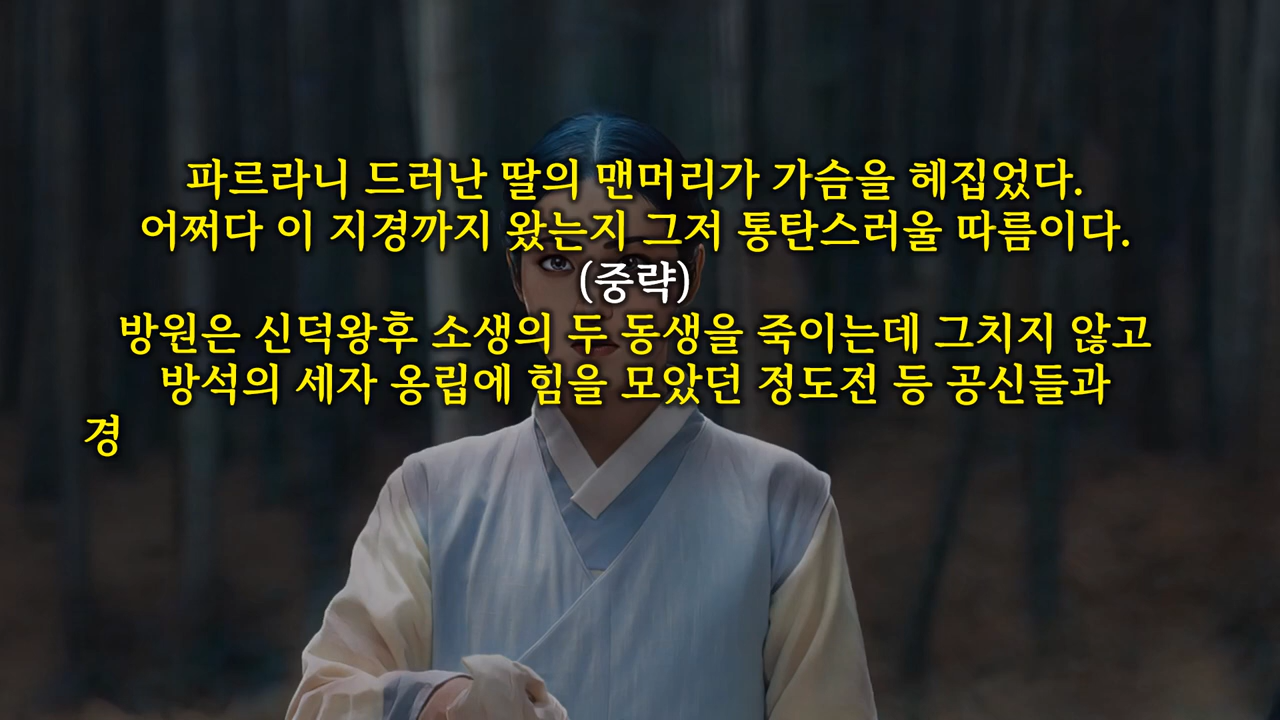 파르라니 드러난 딸의 맨머리가 가슴을 헤집었다.
어쩌다 이 지경까지 왔는지 그저 통탄스러울 따름이다.
(중략)
방원은 신덕왕후 소생의 두 동생을 죽이는데 그치지 않고
방석의 세자 옹립에 힘을 모았던 정도전 등 공신들과
경